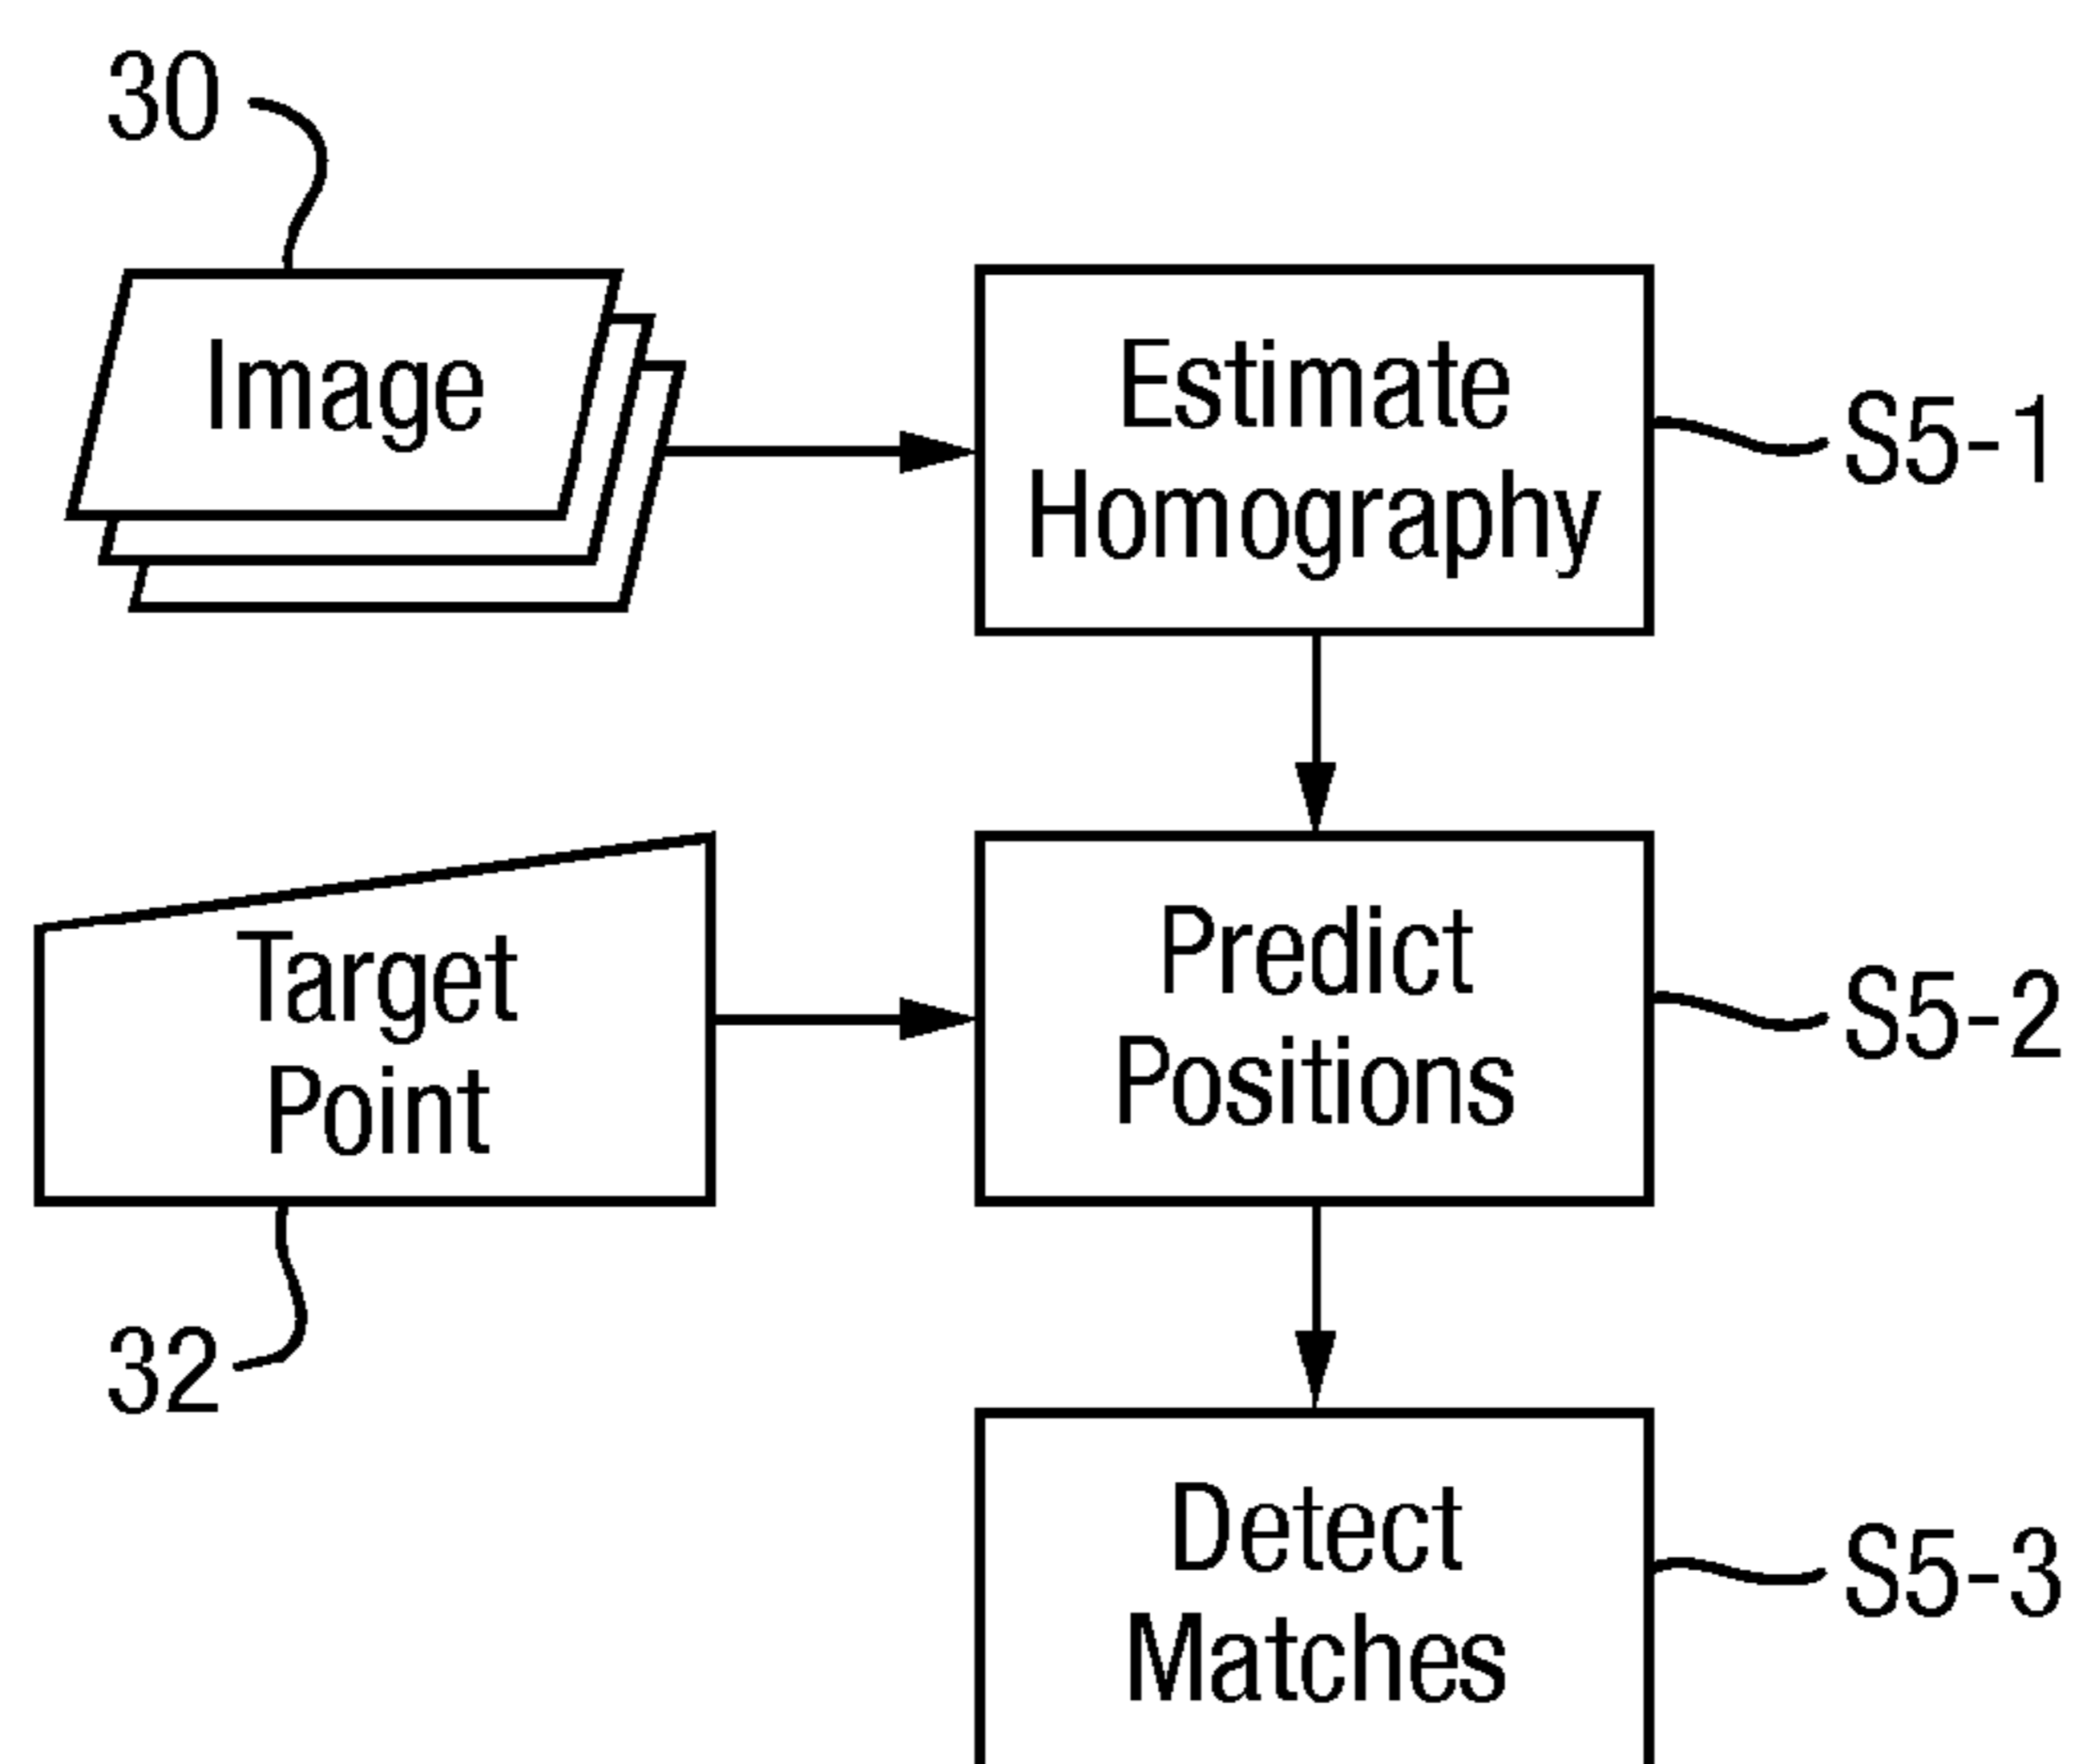 30
Image
Estimate
Homography
S5-1
Target
Point
Predict
Positions
S5-2
32
Detect
Matches
S5-3